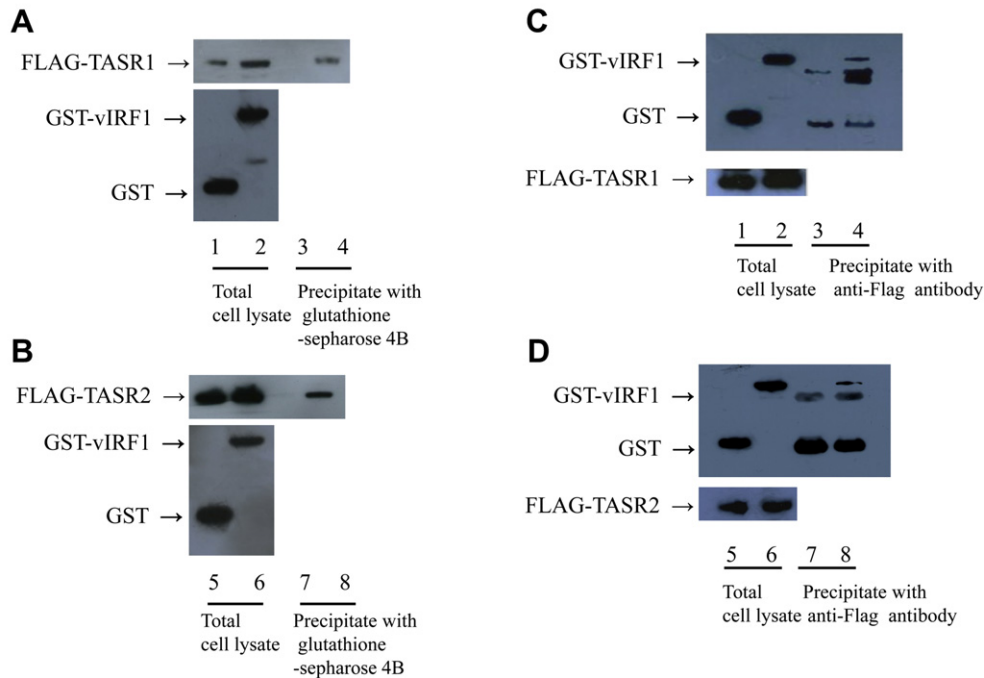 A
FLAG-TASR1 →
GST-vIRF1 →
GST →
1 2 3 4
Total
cell lysate
Precipitate with
glutathione
-sepharose 4B
B
FLAG-TASR2 →
GST-vIRF1 →
GST →
5 6 7 8
Total
cell lysate
Precipitate with
glutathione
-sepharose 4B
C
GST-vIRF1 →
GST →
FLAG-TASR1 →
1 2 3 4
Total
cell lysate
Precipitate with
anti-Flag antibody
D
GST-vIRF1 →
GST →
FLAG-TASR2 →
5 6 7 8
Total
cell lysate
Precipitate with
anti-Flag antibody